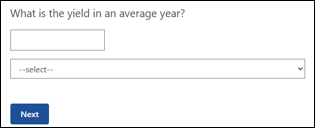 What is the yield in an average year?
--select--
Next